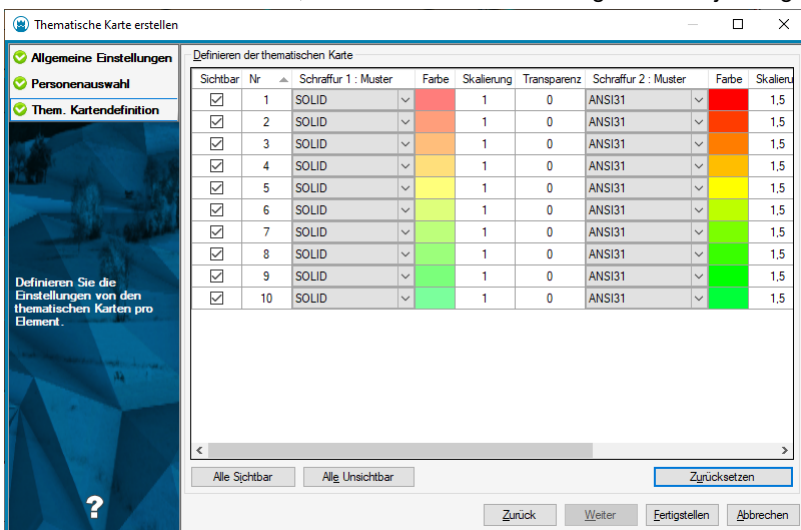 Thematische Karte erstellen
Allgemeine Einstellungen
Personenauswahl
Them. Kartendefinition
Definieren Sie die
Einstellungen von den
thematischen Karten pro
Element.
?
Definieren der thematischen Karte
Sichtbar Nr Schraffur 1 : Muster Farbe Skalierung Transparenz Schraffur 2 : Muster Farbe Skalieru
1 SOLID 1 0 ANSI31 1,5
2 SOLID 1 0 ANSI31 1,5
3 SOLID 1 0 ANSI31 1,5
4 SOLID 1 0 ANSI31 1,5
5 SOLID 1 0 ANSI31 1,5
6 SOLID 1 0 ANSI31 1,5
7 SOLID 1 0 ANSI31 1,5
8 SOLID 1 0 ANSI31 1,5
9 SOLID 1 0 ANSI31 1,5
10 SOLID 1 0 ANSI31 1,5
Alle Sichtbar Alle Unsichtbar Zurücksetzen
Zurück Weiter Fertigstellen Abbrechen